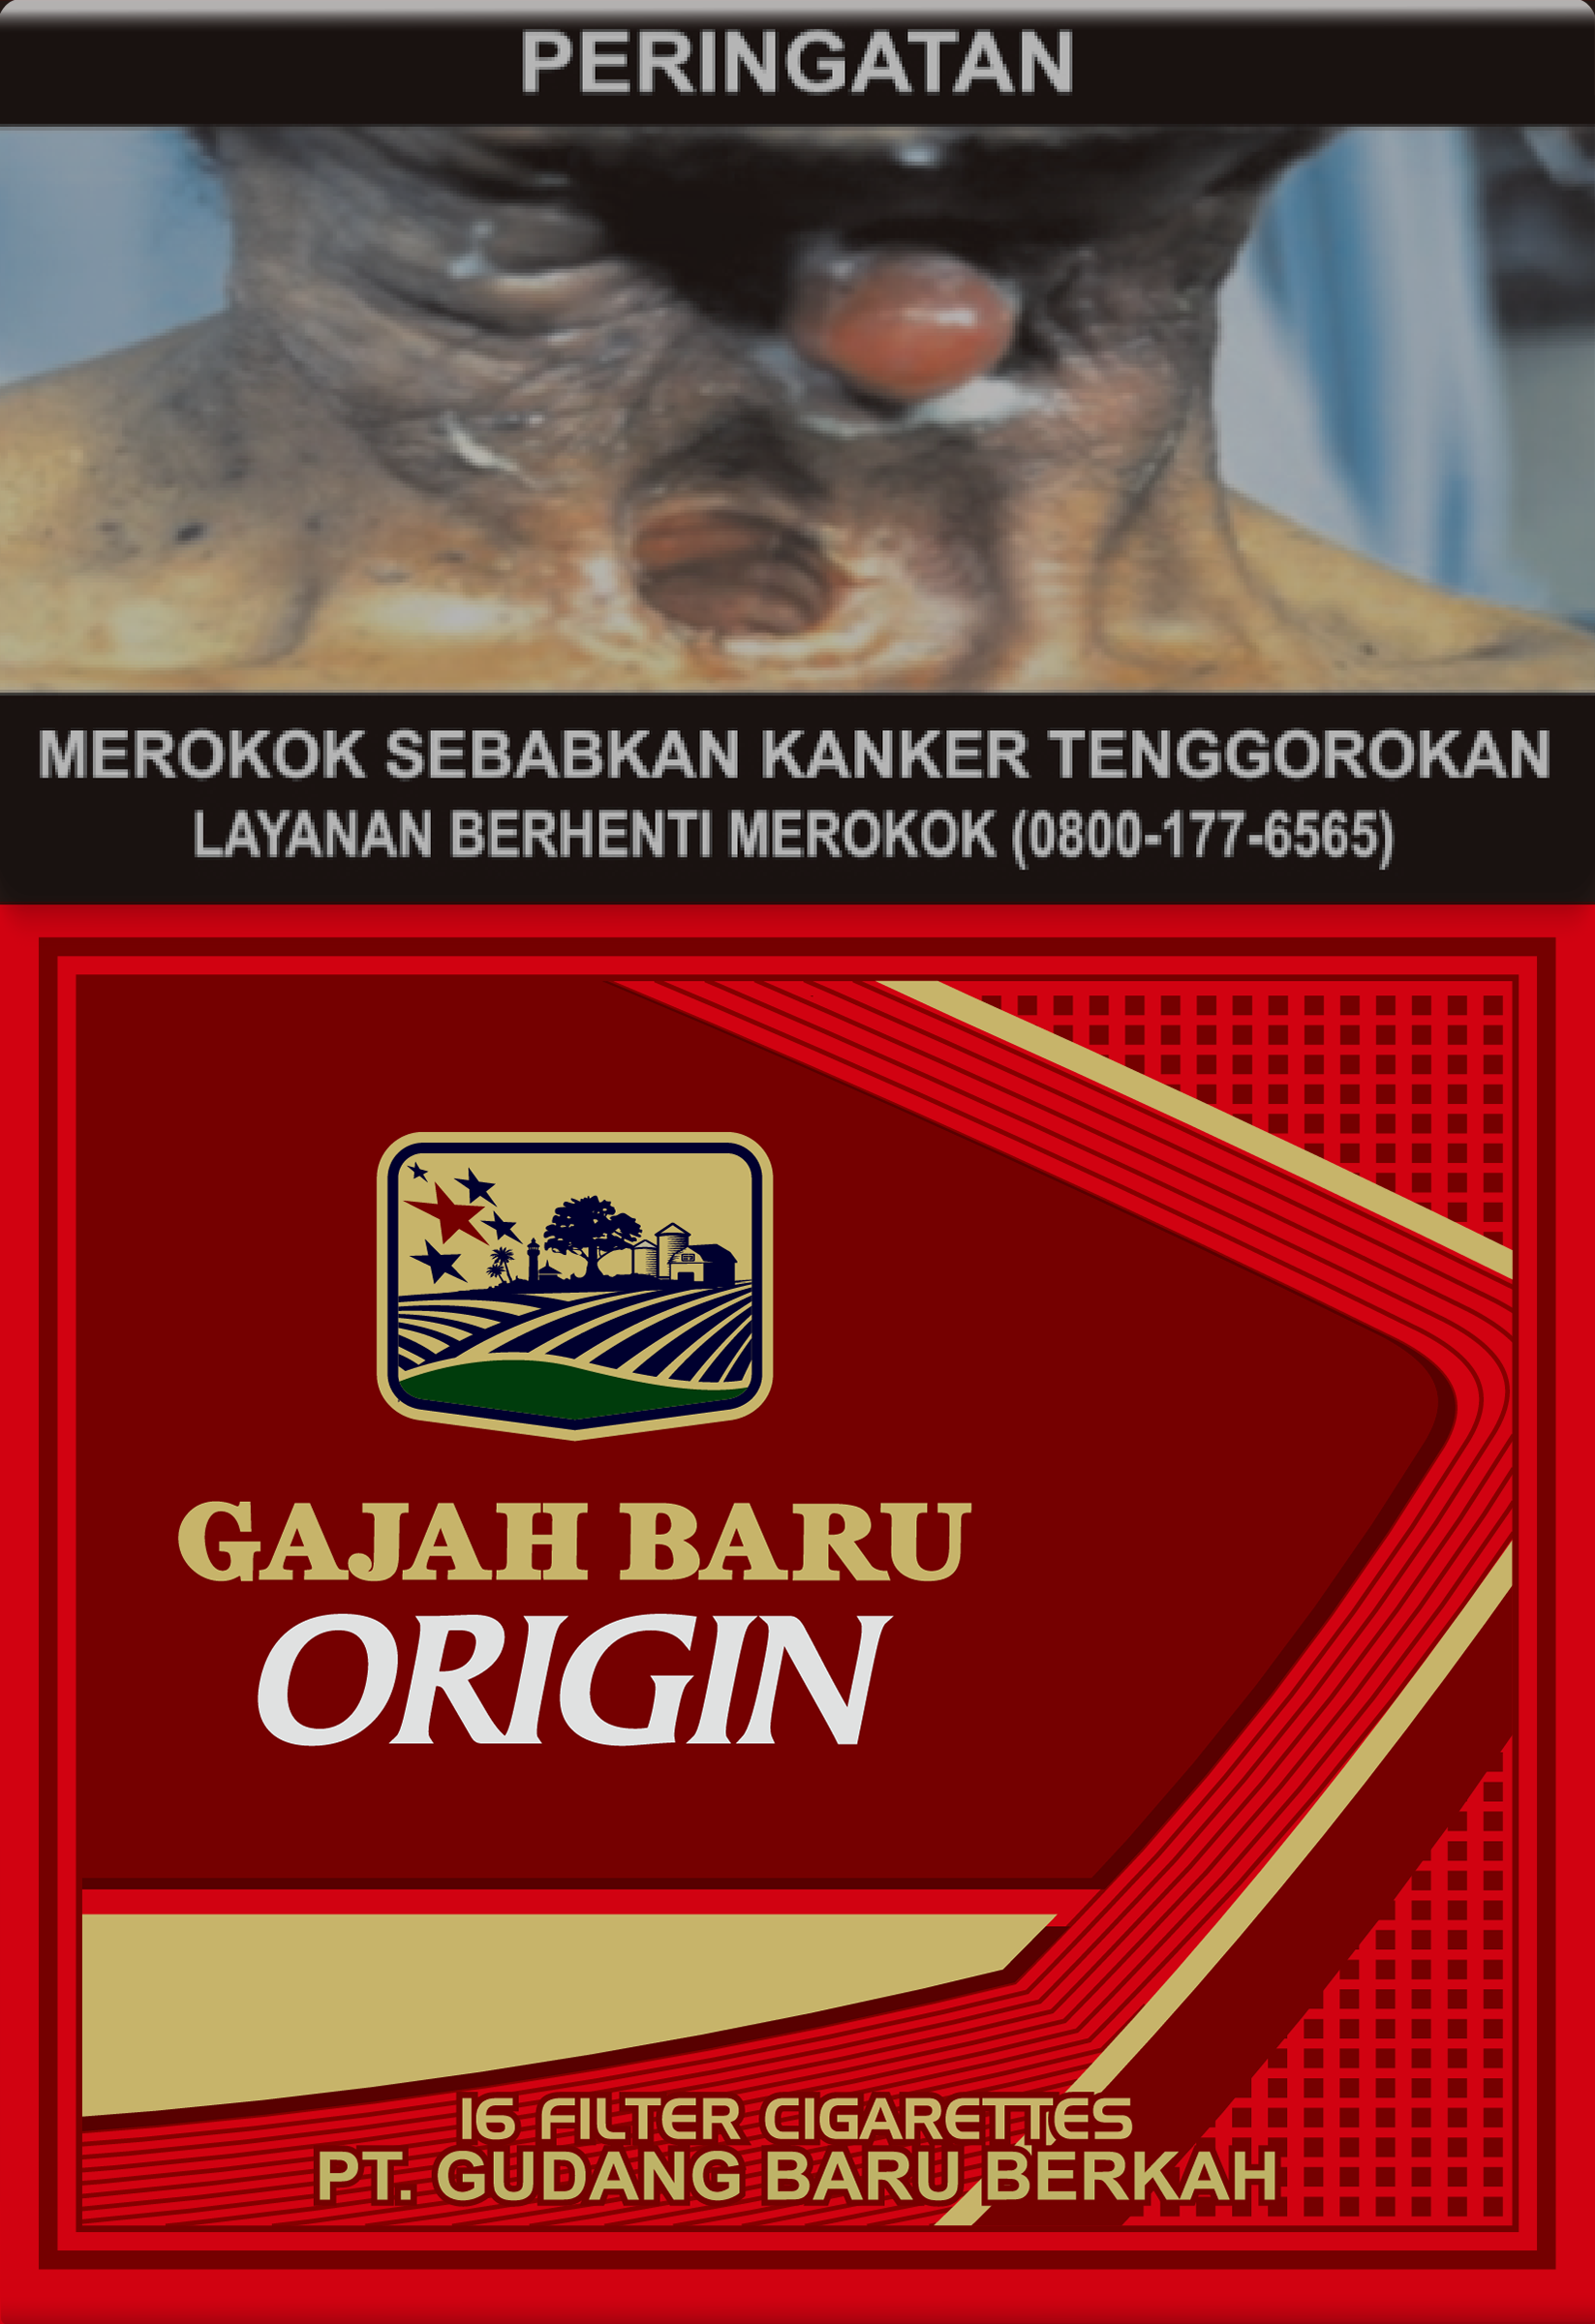 PERINGATAN
MEROKOK SEBABKAN KANKER TENGGOROKAN
LAYANAN BERHENTI MEROKOK (0800-177-6565)
GAJAH BARU
ORIGIN
16 FILTER CIGARETTES
PT. GUDANG BARU BERKAH